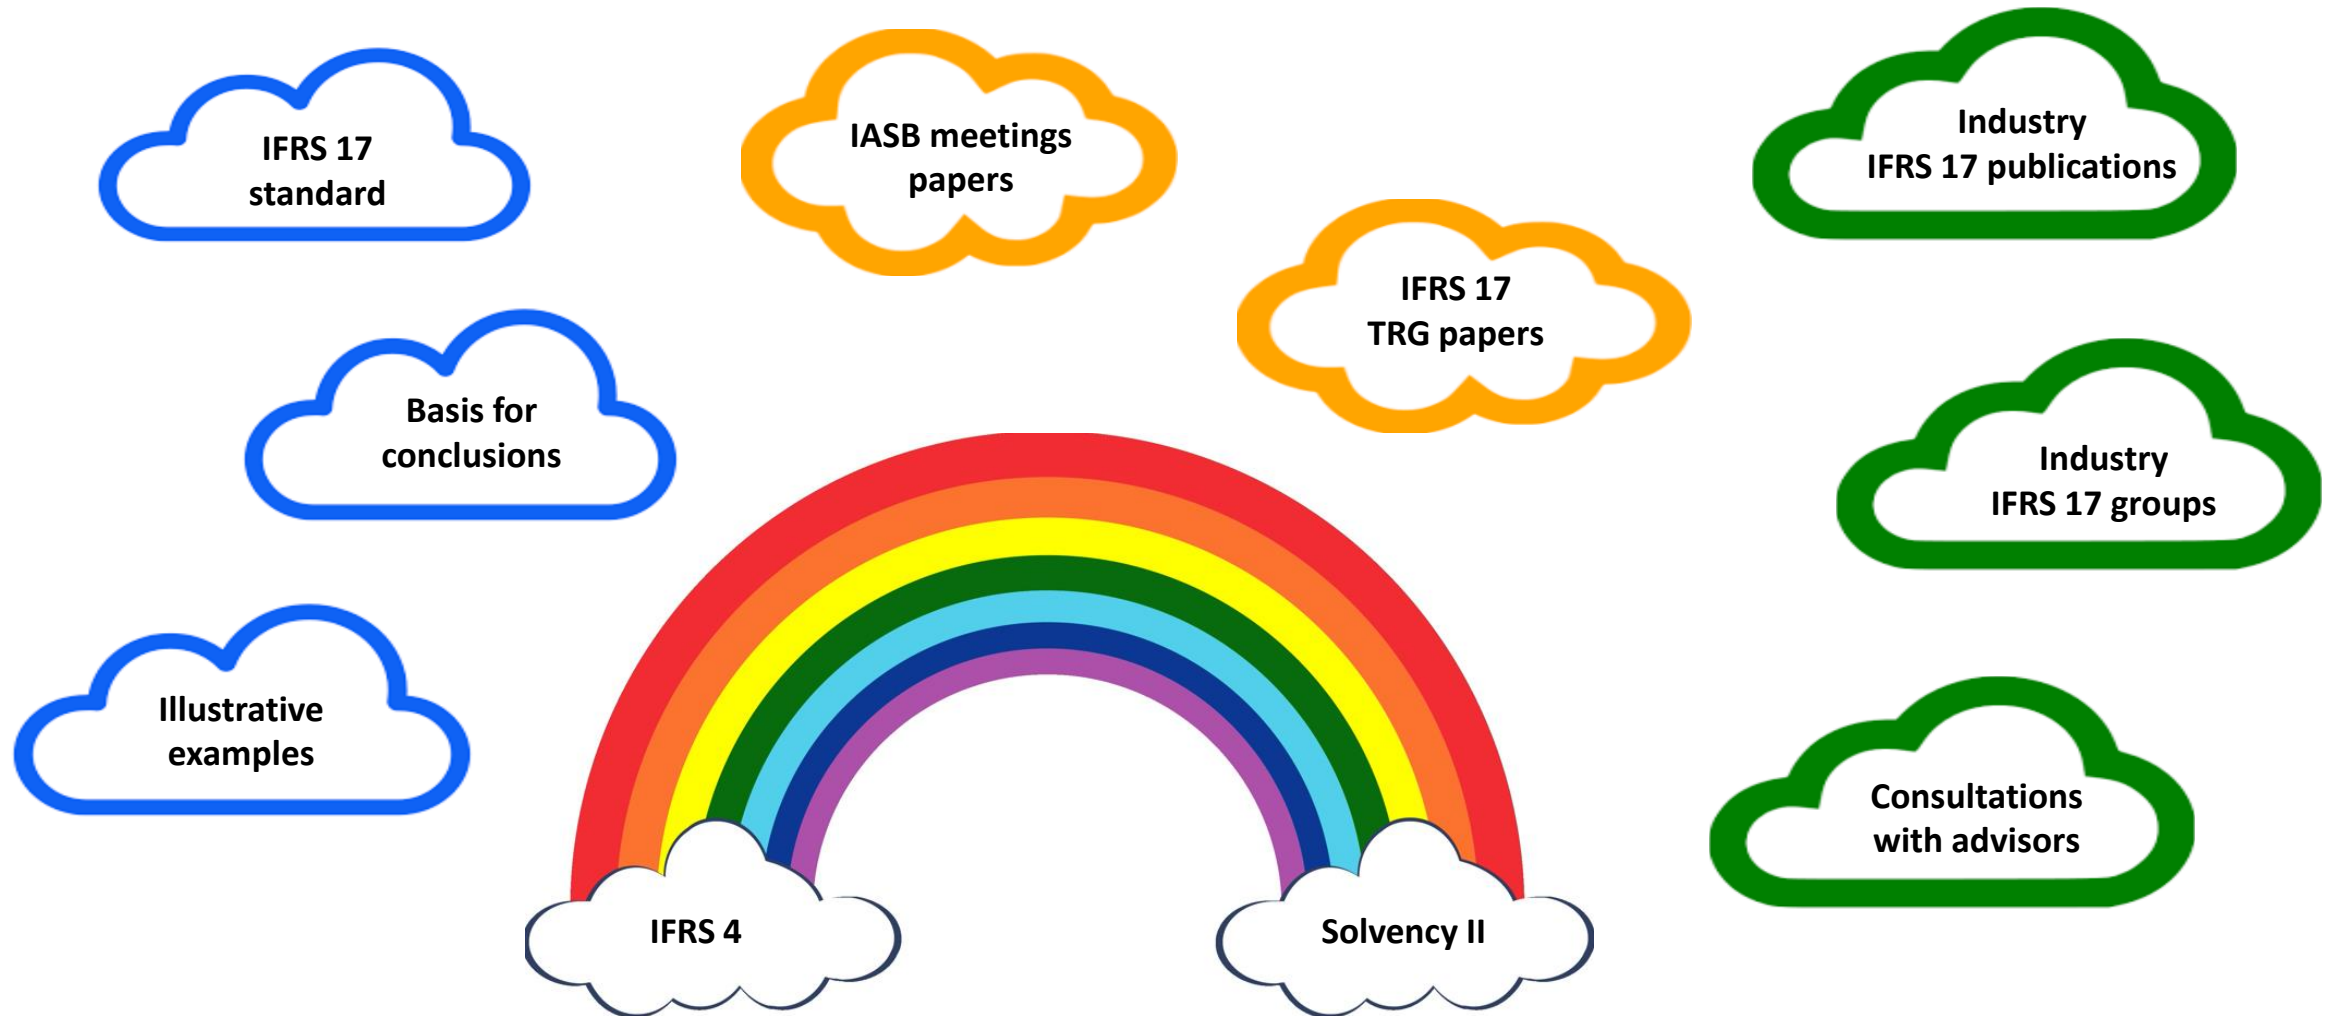 IFRS 17
standard
IASB meetings
papers
Industry
IFRS 17 publications
IFRS 17
TRG papers
Basis for
conclusions
Industry
IFRS 17 groups
Illustrative
examples
Consultations
with advisors
IFRS 4
Solvency II